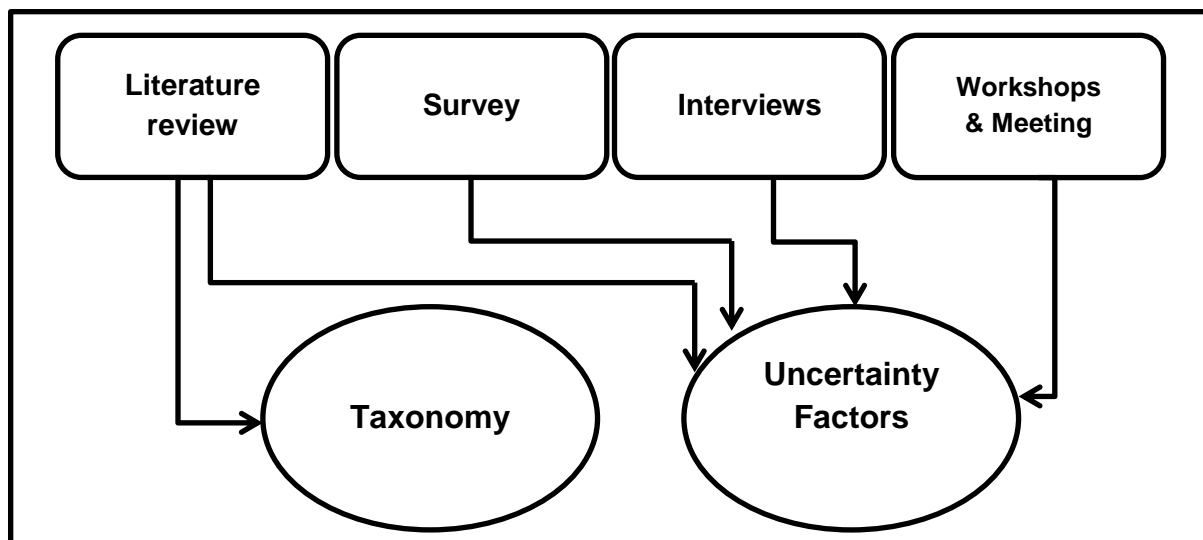 Literature
review
Survey
Interviews
Workshops
& Meeting
Taxonomy
Uncertainty
Factors